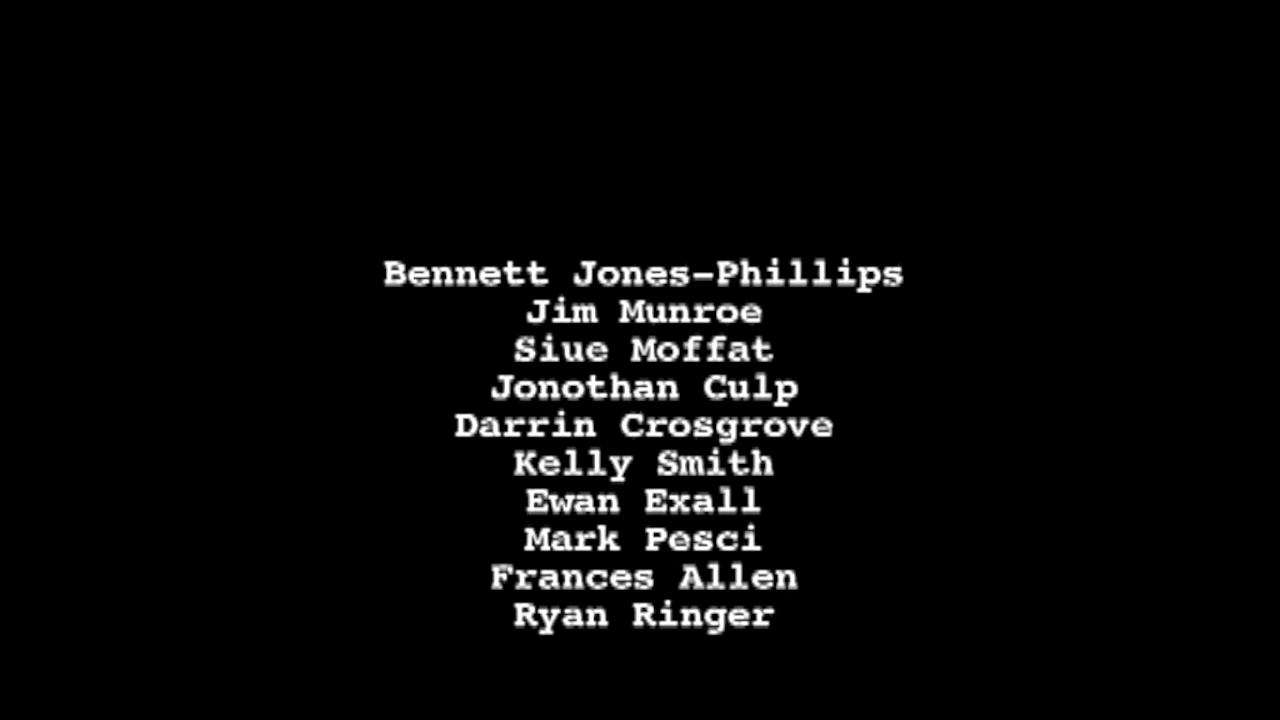 Bennett Jones-Phillips
Jim Munroe
Siue Moffat
Jonothan Culp
Darrin Crosgrove
Kelly Smith
Ewan Exall
Mark Pesci
Frances Allen
Ryan Ringer